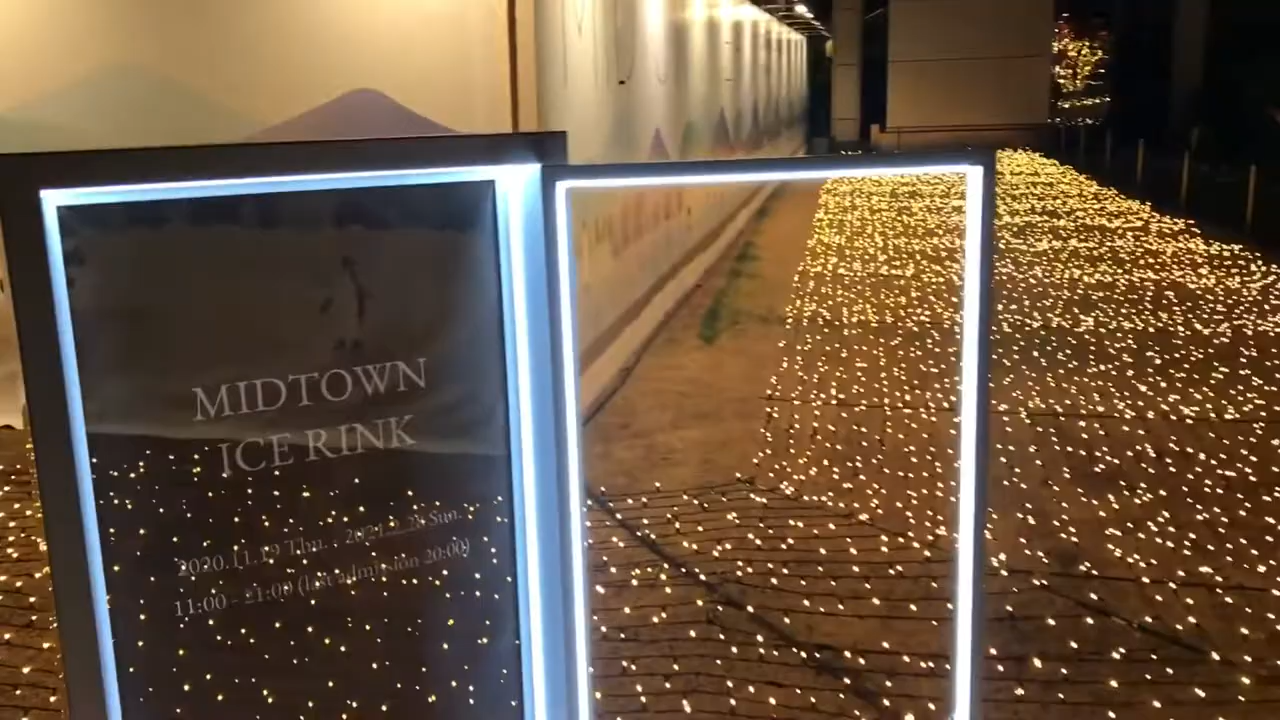 MIDTOWN
ICE RINK
2020.11.19 Thu. - 2021.2.28 Sun.
11:00 - 21:00 (last admission 20:00)